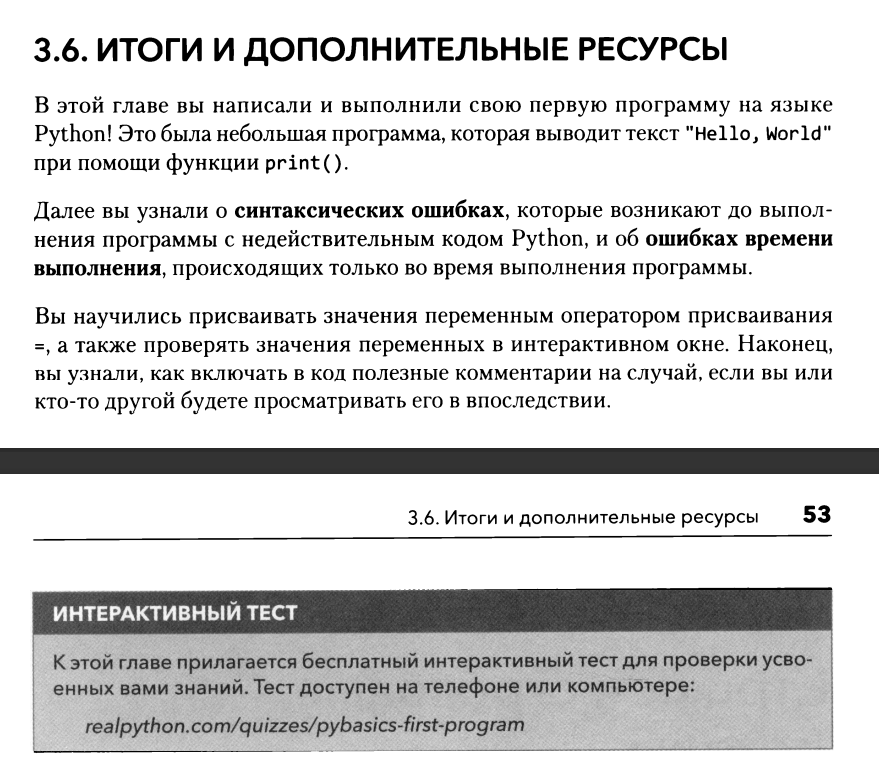 3.6. ИТОГИ И ДОПОЛНИТЕЛЬНЫЕ РЕСУРСЫ
В этой главе вы написали и выполнили свою первую программу на языке
Python! Это была небольшая программа, которая выводит текст "Hello, World"
при помощи функции print().
Далее вы узнали о синтаксических ошибках, которые возникают до выпол-
нения программы с недействительным кодом Python, и об ошибках времени
выполнения, происходящих только во время выполнения программы.
Вы научились присваивать значения переменным оператором присваивания
=, а также проверять значения переменных в интерактивном окне. Наконец,
вы узнали, как включать в код полезные комментарии на случай, если вы или
кто-то другой будете просматривать его в впоследствии.
3.6. Итоги и дополнительные ресурсы 53
ИНТЕРАКТИВНЫЙ ТЕСТ
К этой главе прилагается бесплатный интерактивный тест для проверки усво-
енных вами знаний. Тест доступен на телефоне или компьютере:
realpython.com/quizzes/pybasics-first-program